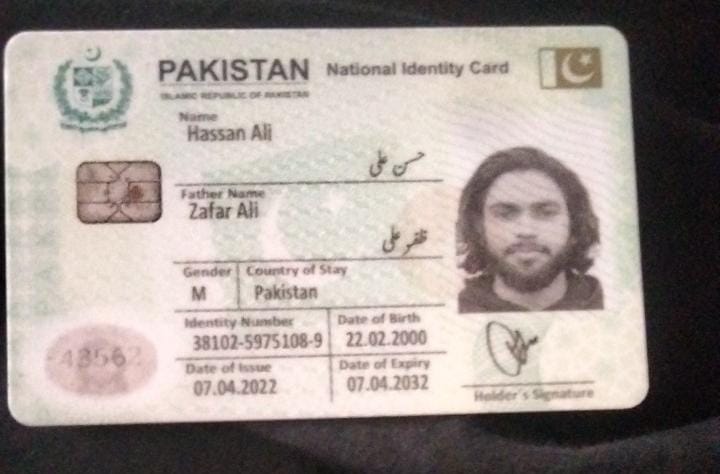 PAKISTAN National Identity Card
ISLAMIC REPUBLIC OF PAKISTAN
Name
Hassan Ali
حسن علی
Father Name
Zafar Ali
ظفر علی
Gender Country of Stay
M Pakistan
Identity Number Date of Birth
38102-5975108-9 22.02.2000
Date of Issue Date of Expiry
07.04.2022 07.04.2032
Holder's Signature